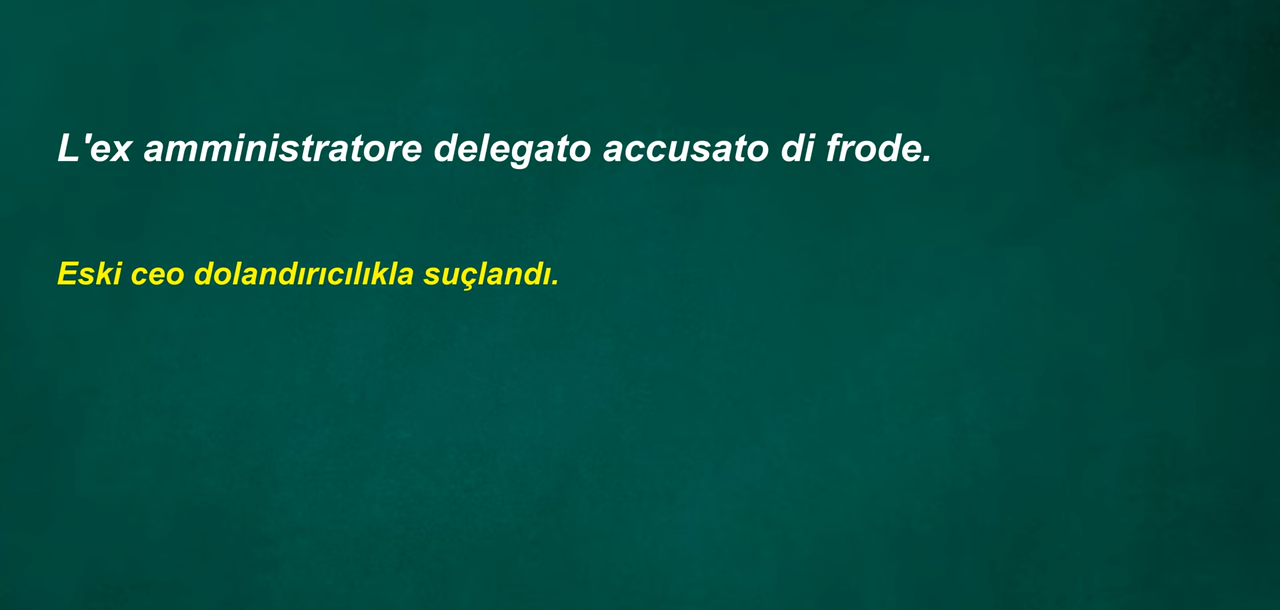 L'ex amministratore delegato accusato di frode.
Eski ceo dolandırıcılıkla suçlandı.